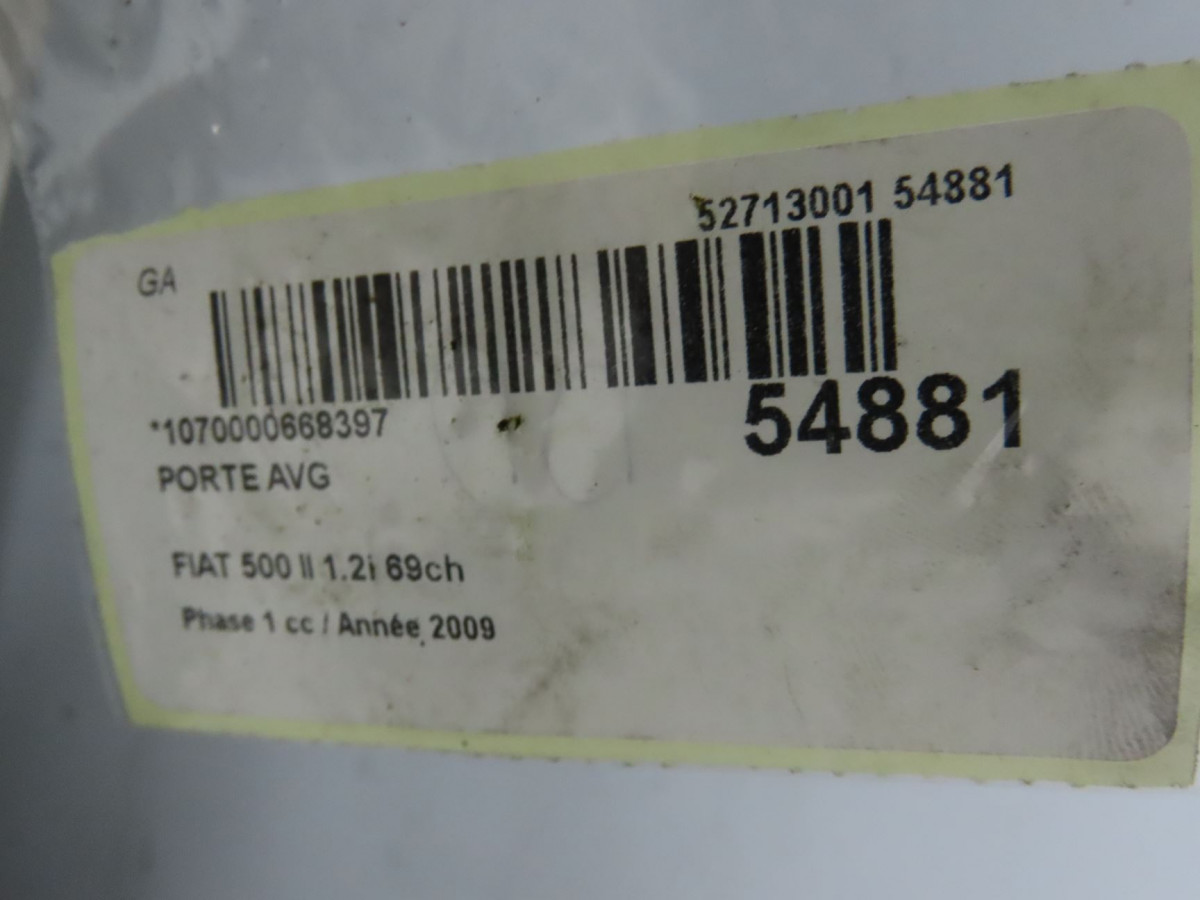 52713001 54881
GA
54881
*1070000668397
PORTE AVG
FIAT 500 II 1.2i 69ch
Phase 1 cc / Année 2009